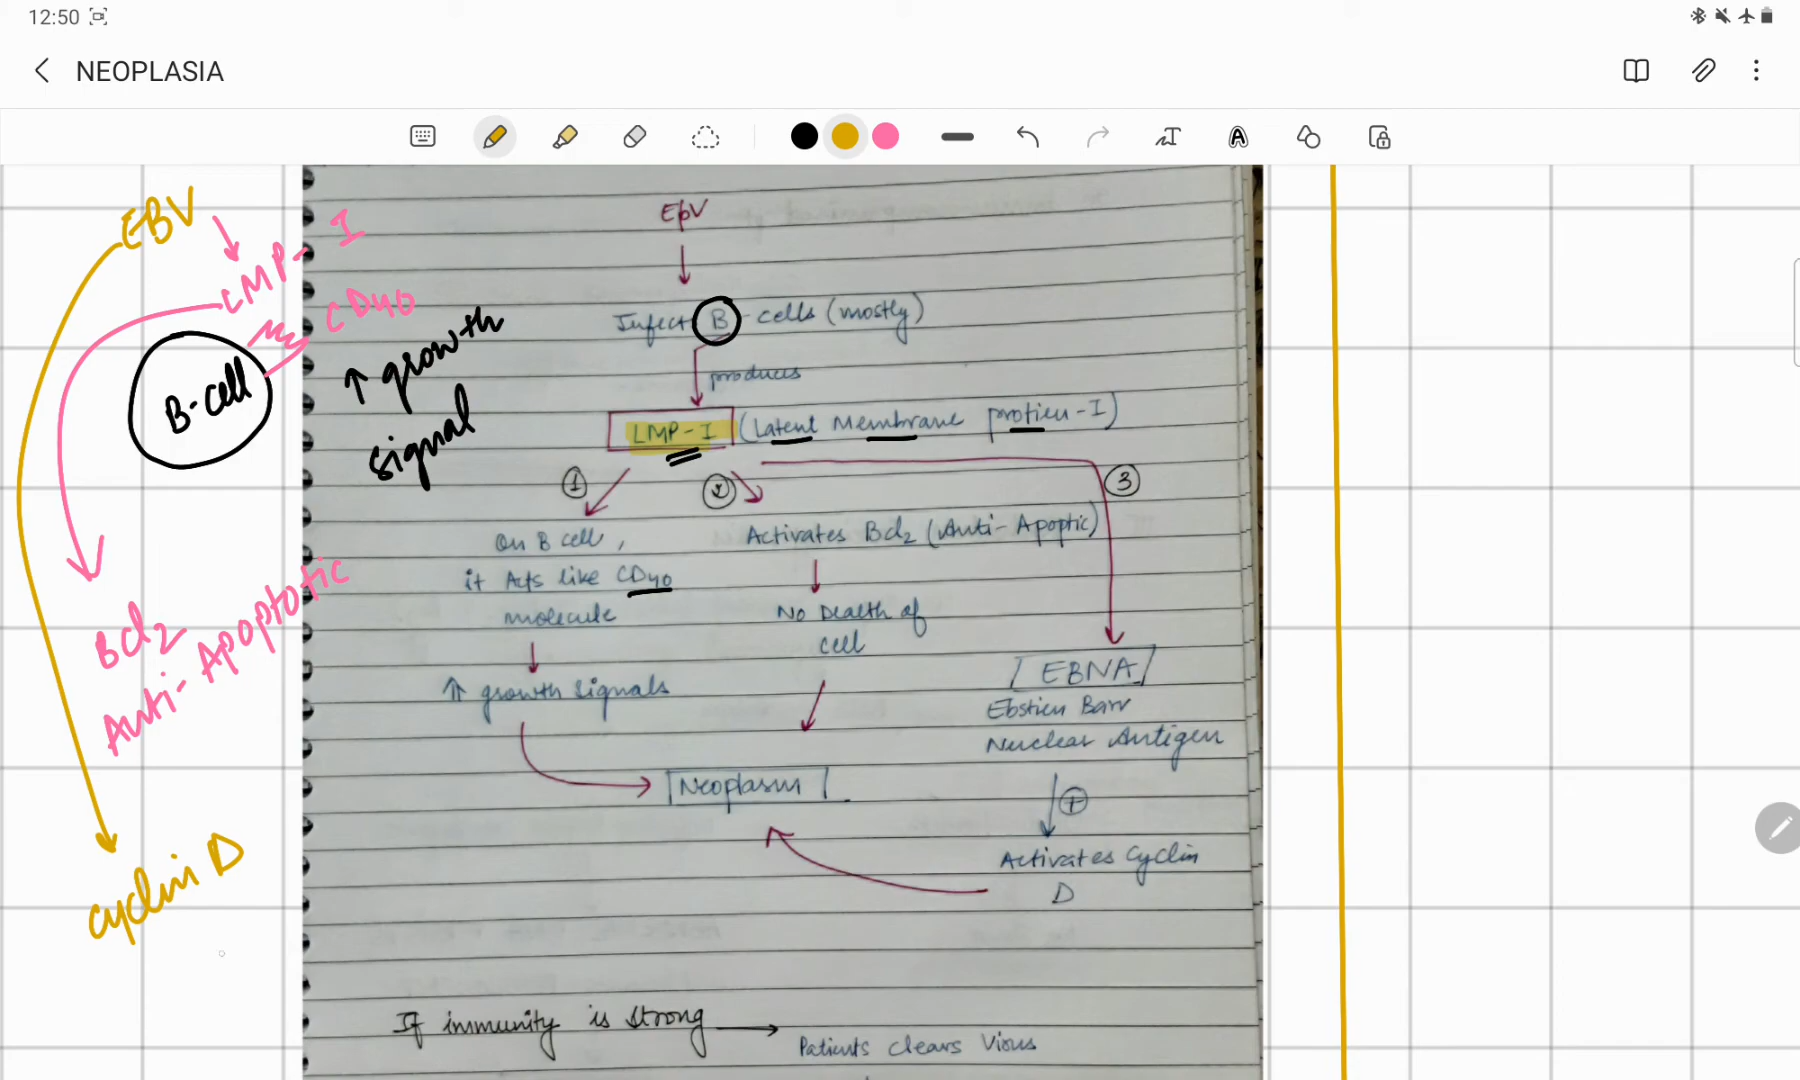 12:50
NEOPLASIA
EBV
LMP-I
CD40
B-cell
↑ growth
signal
Bcl2
Anti-Apoptotic
cyclin D
EbV
Infect B-cells (mostly)
produces
LMP-I (Latent Membrane protien-I)
1
2
3
On B cell,
it Acts like CD40
molecule
↑ growth signals
Activates Bcl2 (Anti-Apoptic)
No Death of
cell
[EBNA]
Ebstien Barr
Nuclear Antigen
+
Activates Cyclin
D
Neoplasm
If immunity is strong →
Patients clears Virus